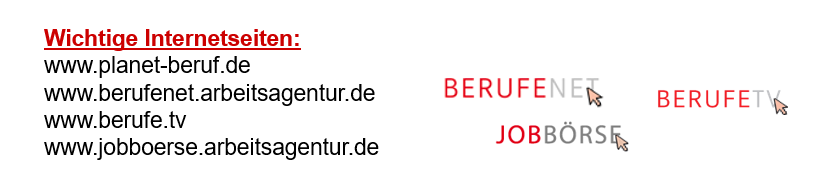 Wichtige Internetseiten:
www.planet-beruf.de
www.berufenet.arbeitsagentur.de
www.berufe.tv
www.jobboerse.arbeitsagentur.de
BERUFENET
BERUFETV
JOBBÖRSE